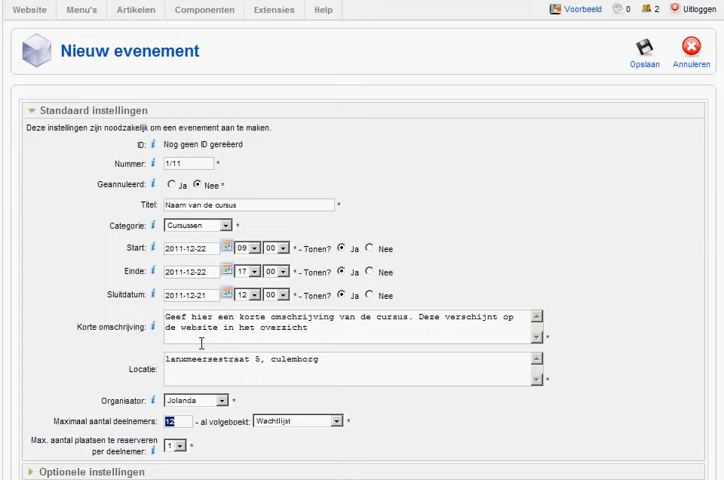 Website Menu's Artikelen Componenten Extensies Help Voorbeeld 0 2 Uitloggen
Nieuw evenement Opslaan Annuleren
Standaard instellingen
Deze instellingen zijn noodzakelijk om een evenement aan te maken.
ID: Nog geen ID gereëerd
Nummer: 1/11 *
Geannuleerd: Ja Nee *
Titel: Naam van de cursus *
Categorie: Cursussen *
Start: 2011-12-22 09 00 * - Tonen? Ja Nee
Einde: 2011-12-22 17 00 * - Tonen? Ja Nee
Sluitdatum: 2011-12-21 12 00 * - Tonen? Ja Nee
Geef hier een korte omschrijving van de cursus. Deze verschijnt op
Korte omschrijving: de website in het overzicht *
lanxmeersestraat 5, culemborg
Locatie: *
Organisator: Jolanda *
Maximaal aantal deelnemers: 12 - al volgeboekt: Wachtlijst *
Max. aantal plaatsen te reserveren
per deelnemer: 1 *
Optionele instellingen